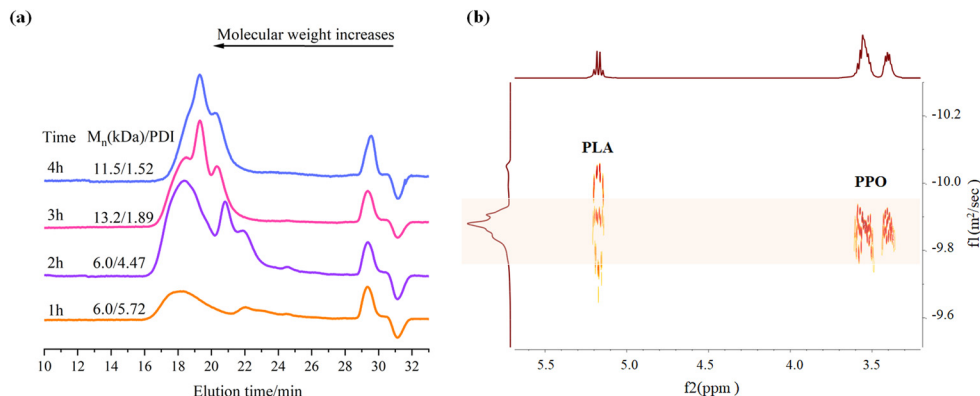 (a)
Molecular weight increases
Time Mn(kDa)/PDI
4h 11.5/1.52
3h 13.2/1.89
2h 6.0/4.47
1h 6.0/5.72
10 12 14 16 18 20 22 24 26 28 30 32
Elution time/min
(b)
PLA
PPO
-10.2
-10.0
-9.8
-9.6
f1(m²/sec)
5.5 5.0 4.5 4.0 3.5
f2(ppm )